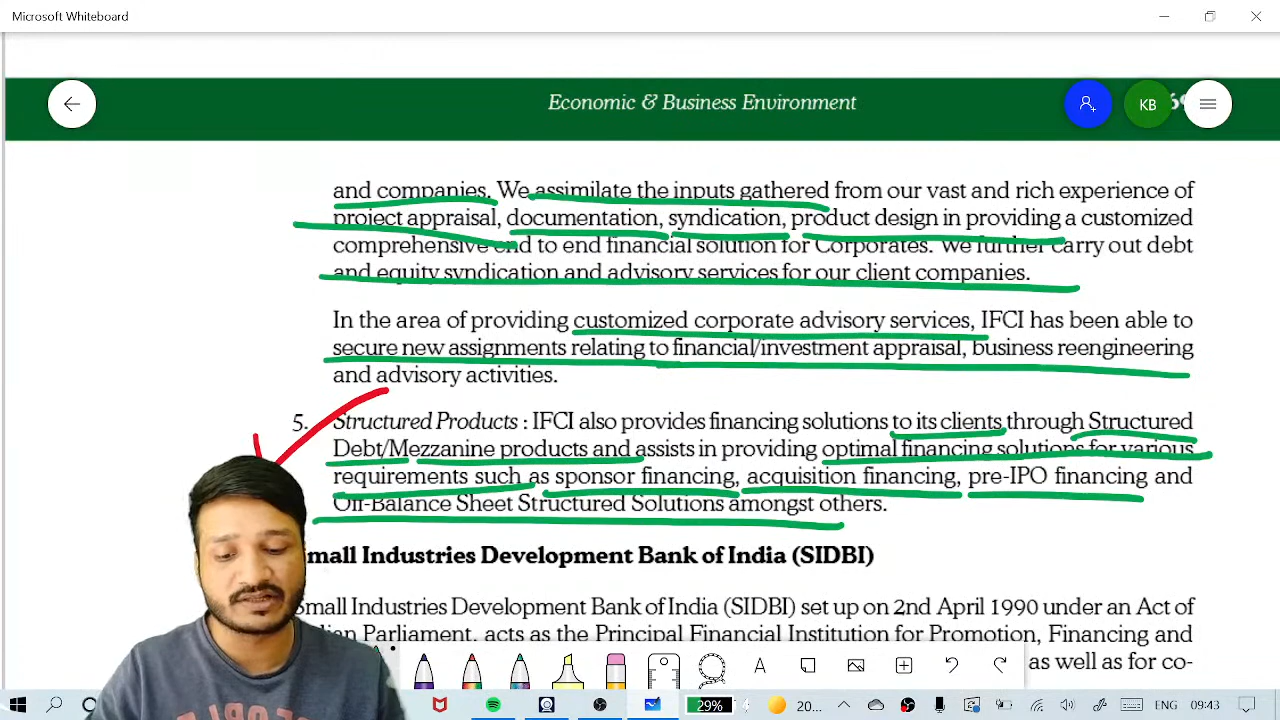 Microsoft Whiteboard
Economic & Business Environment
KB
and companies. We assimilate the inputs gathered from our vast and rich experience of
project appraisal, documentation, syndication, product design in providing a customized
comprehensive end to end financial solution for Corporates. We further carry out debt
and equity syndication and advisory services for our client companies.
In the area of providing customized corporate advisory services, IFCI has been able to
secure new assignments relating to financial/investment appraisal, business reengineering
and advisory activities.
5. Structured Products : IFCI also provides financing solutions to its clients through Structured
Debt/Mezzanine products and assists in providing optimal financing solutions for various
requirements such as sponsor financing, acquisition financing, pre-IPO financing and
Off-Balance Sheet Structured Solutions amongst others.
Small Industries Development Bank of India (SIDBI)
Small Industries Development Bank of India (SIDBI) set up on 2nd April 1990 under an Act of
Parliament, acts as the Principal Financial Institution for Promotion, Financing and
as well as for co-
A
29%
20...
ENG
09:43